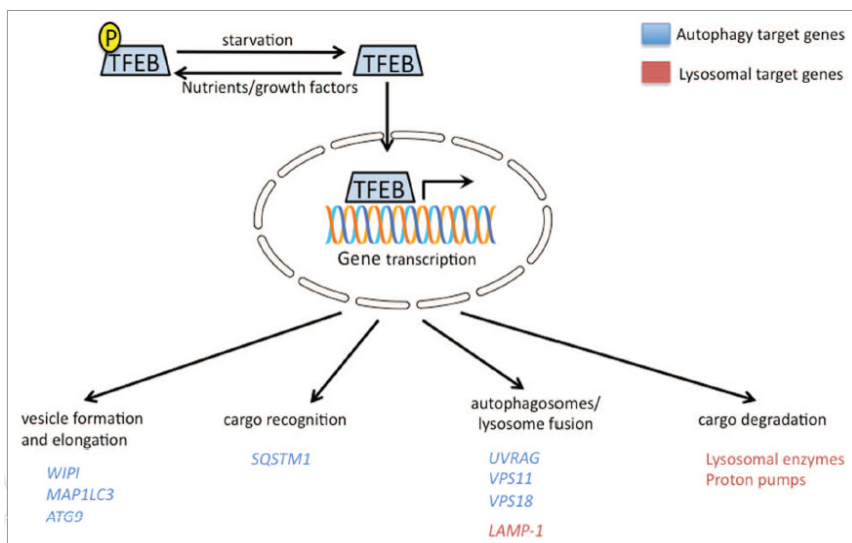 P
TFEB
starvation
Nutrients/growth factors
TFEB
Autophagy target genes
Lysosomal target genes
TFEB
Gene transcription
vesicle formation
and elongation
WIPI
MAP1LC3
ATG9
cargo recognition
SQSTM1
autophagosomes/
lysosome fusion
UVRAG
VPS11
VPS18
LAMP-1
cargo degradation
Lysosomal enzymes
Proton pumps